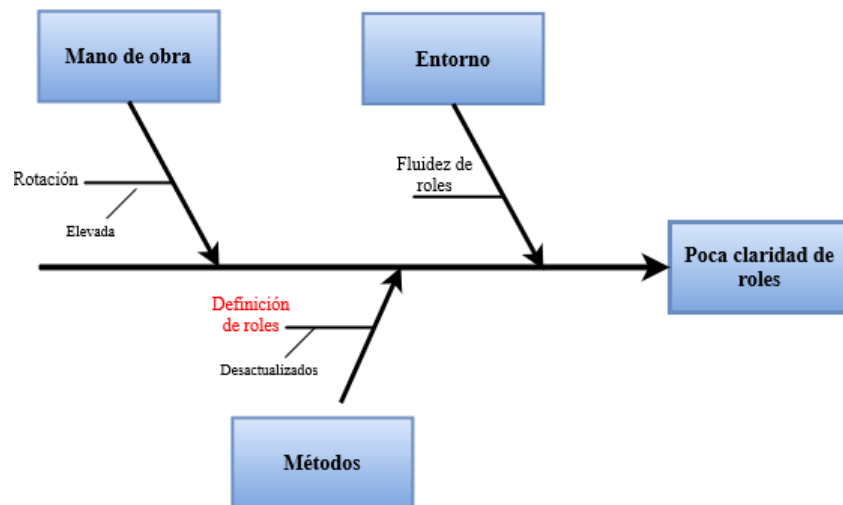 Mano de obra
Entorno
Rotación
Elevada
Fluidez de
roles
Poca claridad de
roles
Definición
de roles
Desactualizados
Métodos